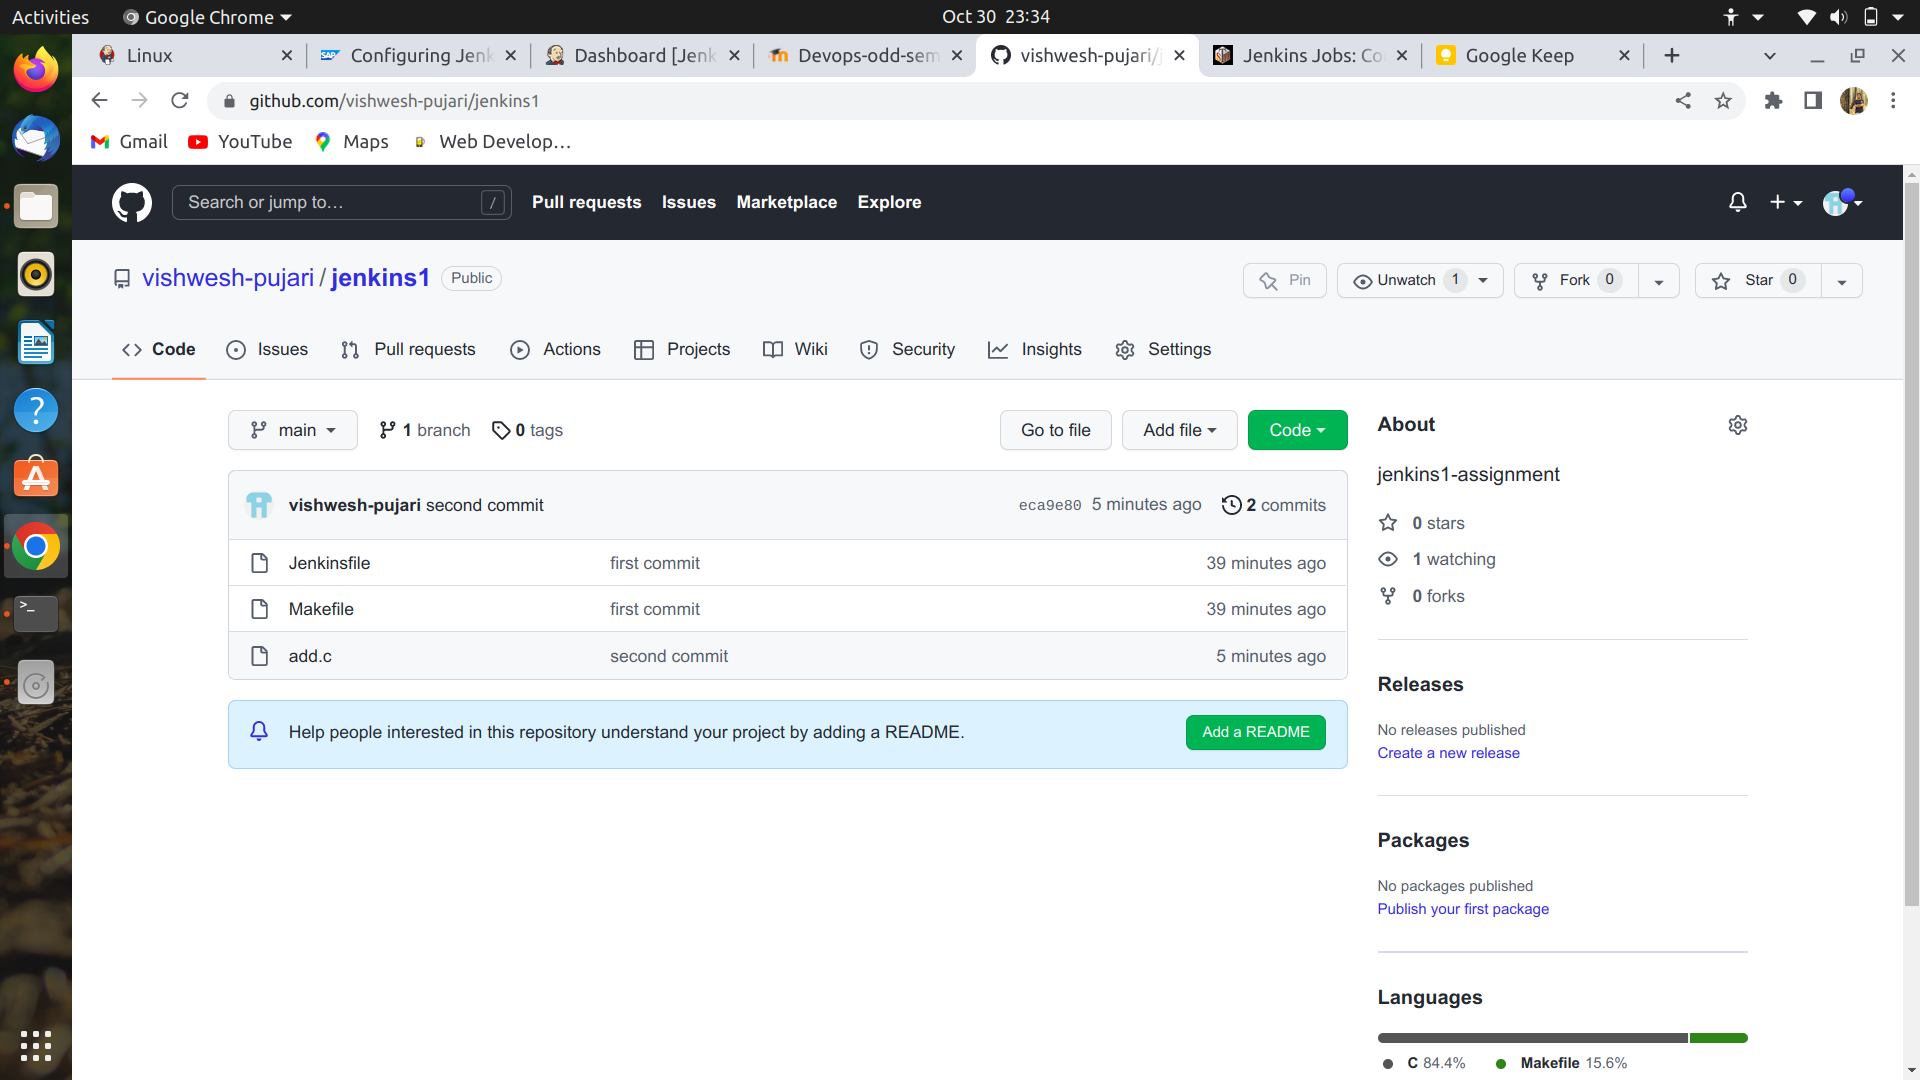 Activities Google Chrome Oct 30 23:34
Linux Configuring Jenk Dashboard [Jenk Devops-odd-sem vishwesh-pujari/j Jenkins Jobs: Co Google Keep
github.com/vishwesh-pujari/jenkins1
Gmail YouTube Maps Web Develop…
Search or jump to… / Pull requests Issues Marketplace Explore
vishwesh-pujari / jenkins1 Public Pin Unwatch 1 Fork 0 Star 0
Code Issues Pull requests Actions Projects Wiki Security Insights Settings
main 1 branch 0 tags Go to file Add file Code
vishwesh-pujari second commit eca9e80 5 minutes ago 2 commits
Jenkinsfile first commit 39 minutes ago
Makefile first commit 39 minutes ago
add.c second commit 5 minutes ago
Help people interested in this repository understand your project by adding a README. Add a README
About
jenkins1-assignment
0 stars
1 watching
0 forks
Releases
No releases published
Create a new release
Packages
No packages published
Publish your first package
Languages
C 84.4% Makefile 15.6%